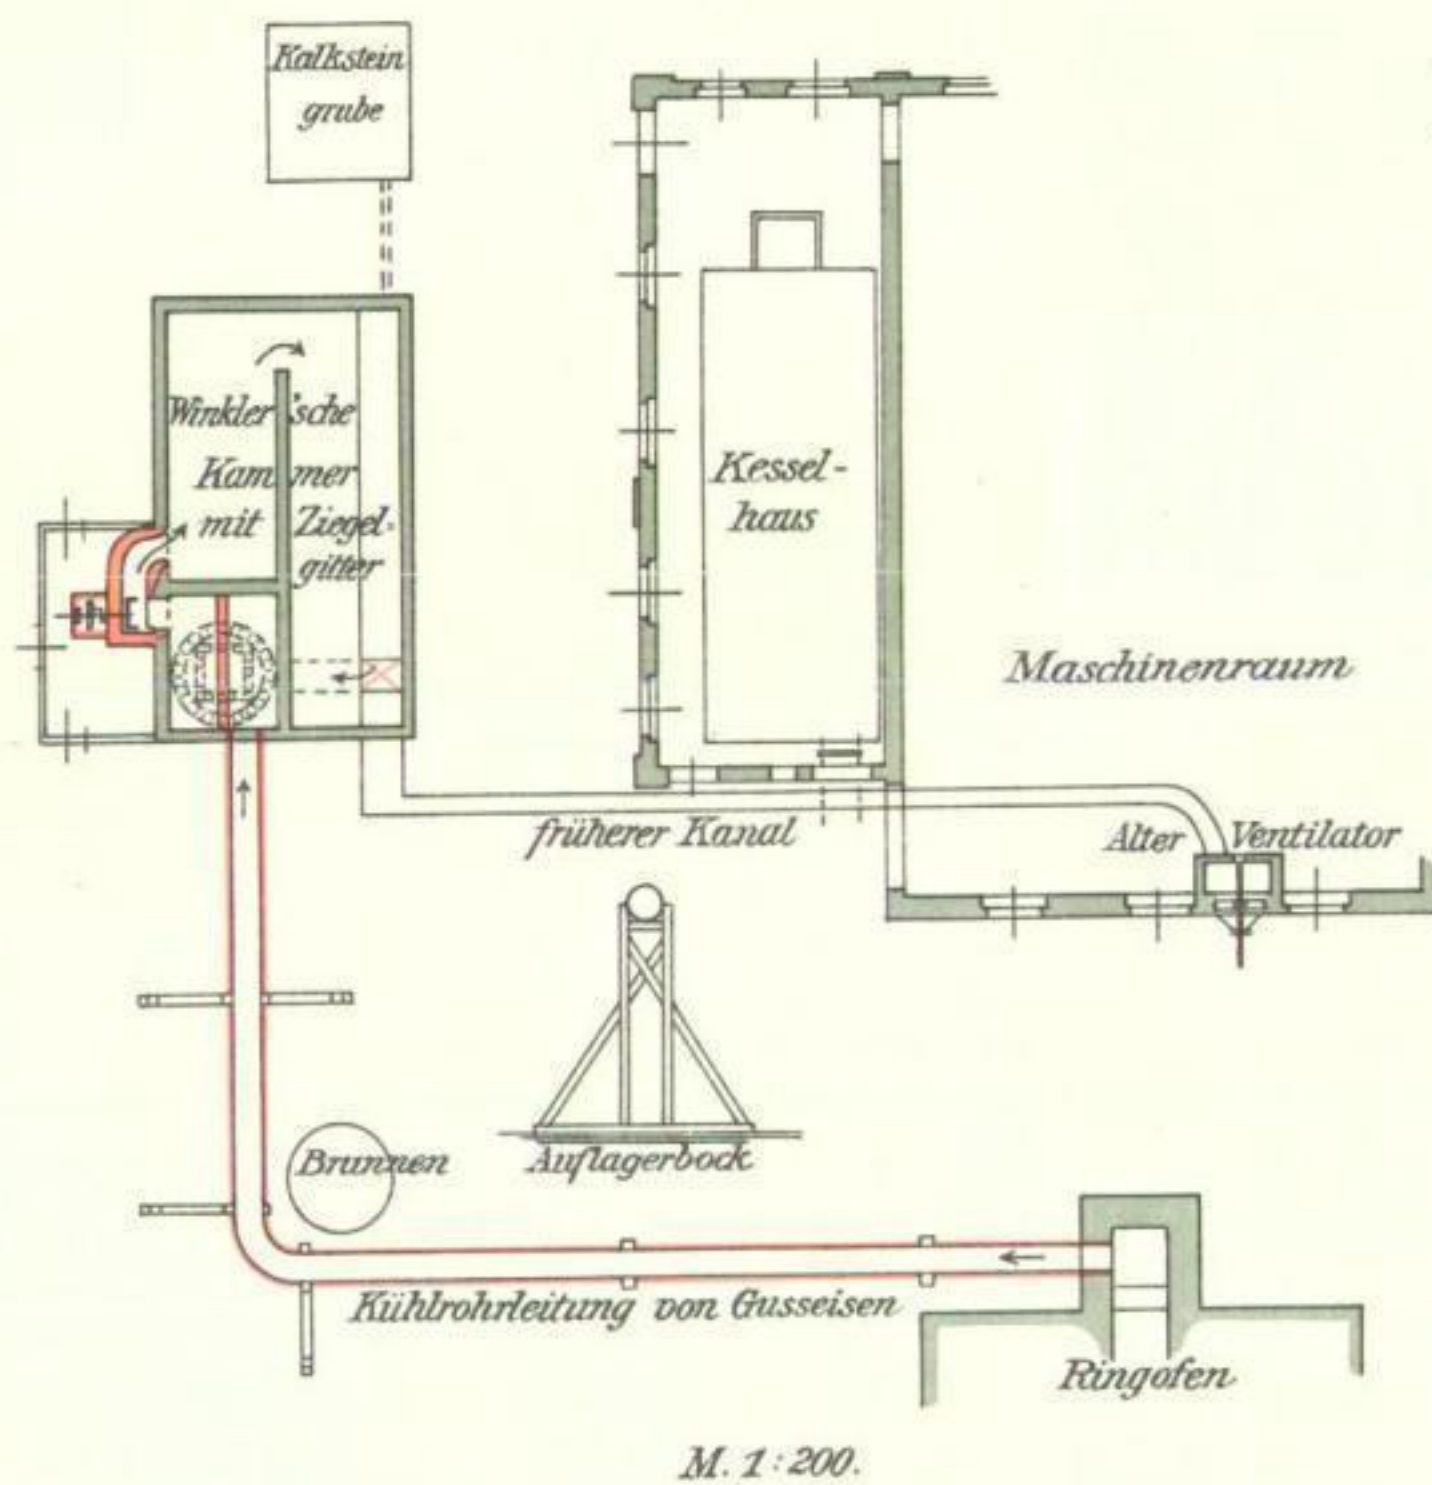 Kalkstein
grube
Winkler'sche
Kammer
mit Ziegel-
gitter
Kessel-
haus
Maschinenraum
früherer Kanal
Alter Ventilator
Brunnen
Auflagerbock
Kühlrohrleitung von Gusseisen
Ringofen
M. 1:200.